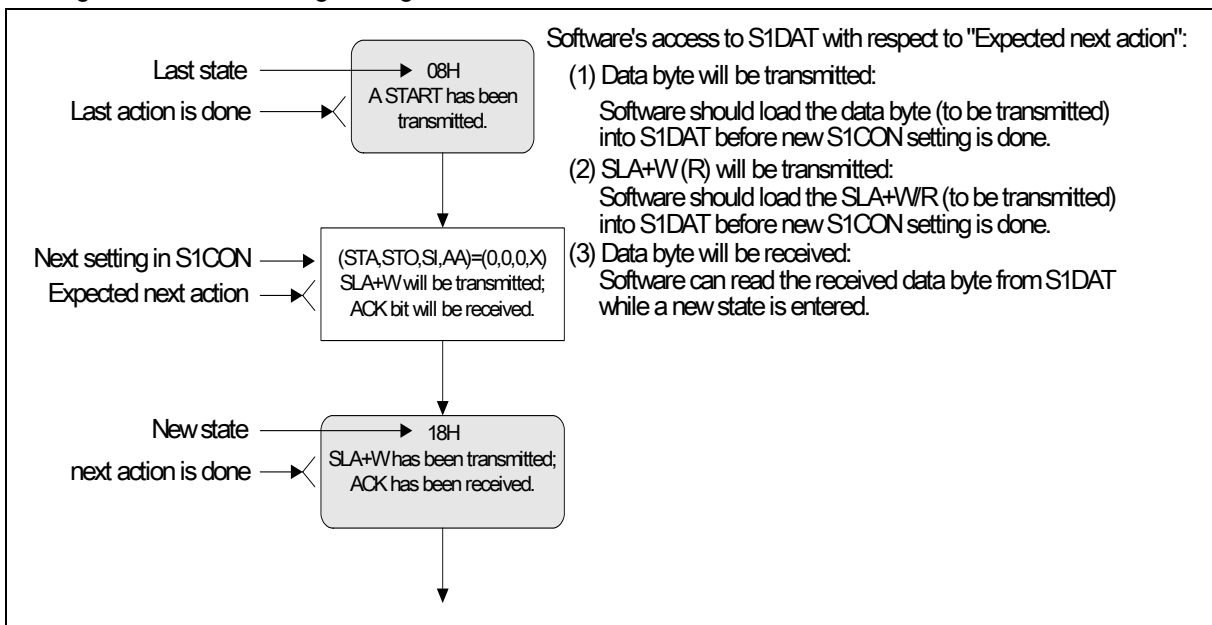 Last state
Last action is done
08H
A START has been
transmitted.
Next setting in S1CON
Expected next action
(STA,STO,SI,AA)=(0,0,0,X)
SLA+W will be transmitted;
ACK bit will be received.
New state
next action is done
18H
SLA+W has been transmitted;
ACK has been received.
Software's access to S1DAT with respect to "Expected next action":
(1) Data byte will be transmitted:
Software should load the data byte (to be transmitted)
into S1DAT before new S1CON setting is done.
(2) SLA+W (R) will be transmitted:
Software should load the SLA+W/R (to be transmitted)
into S1DAT before new S1CON setting is done.
(3) Data byte will be received:
Software can read the received data byte from S1DAT
while a new state is entered.